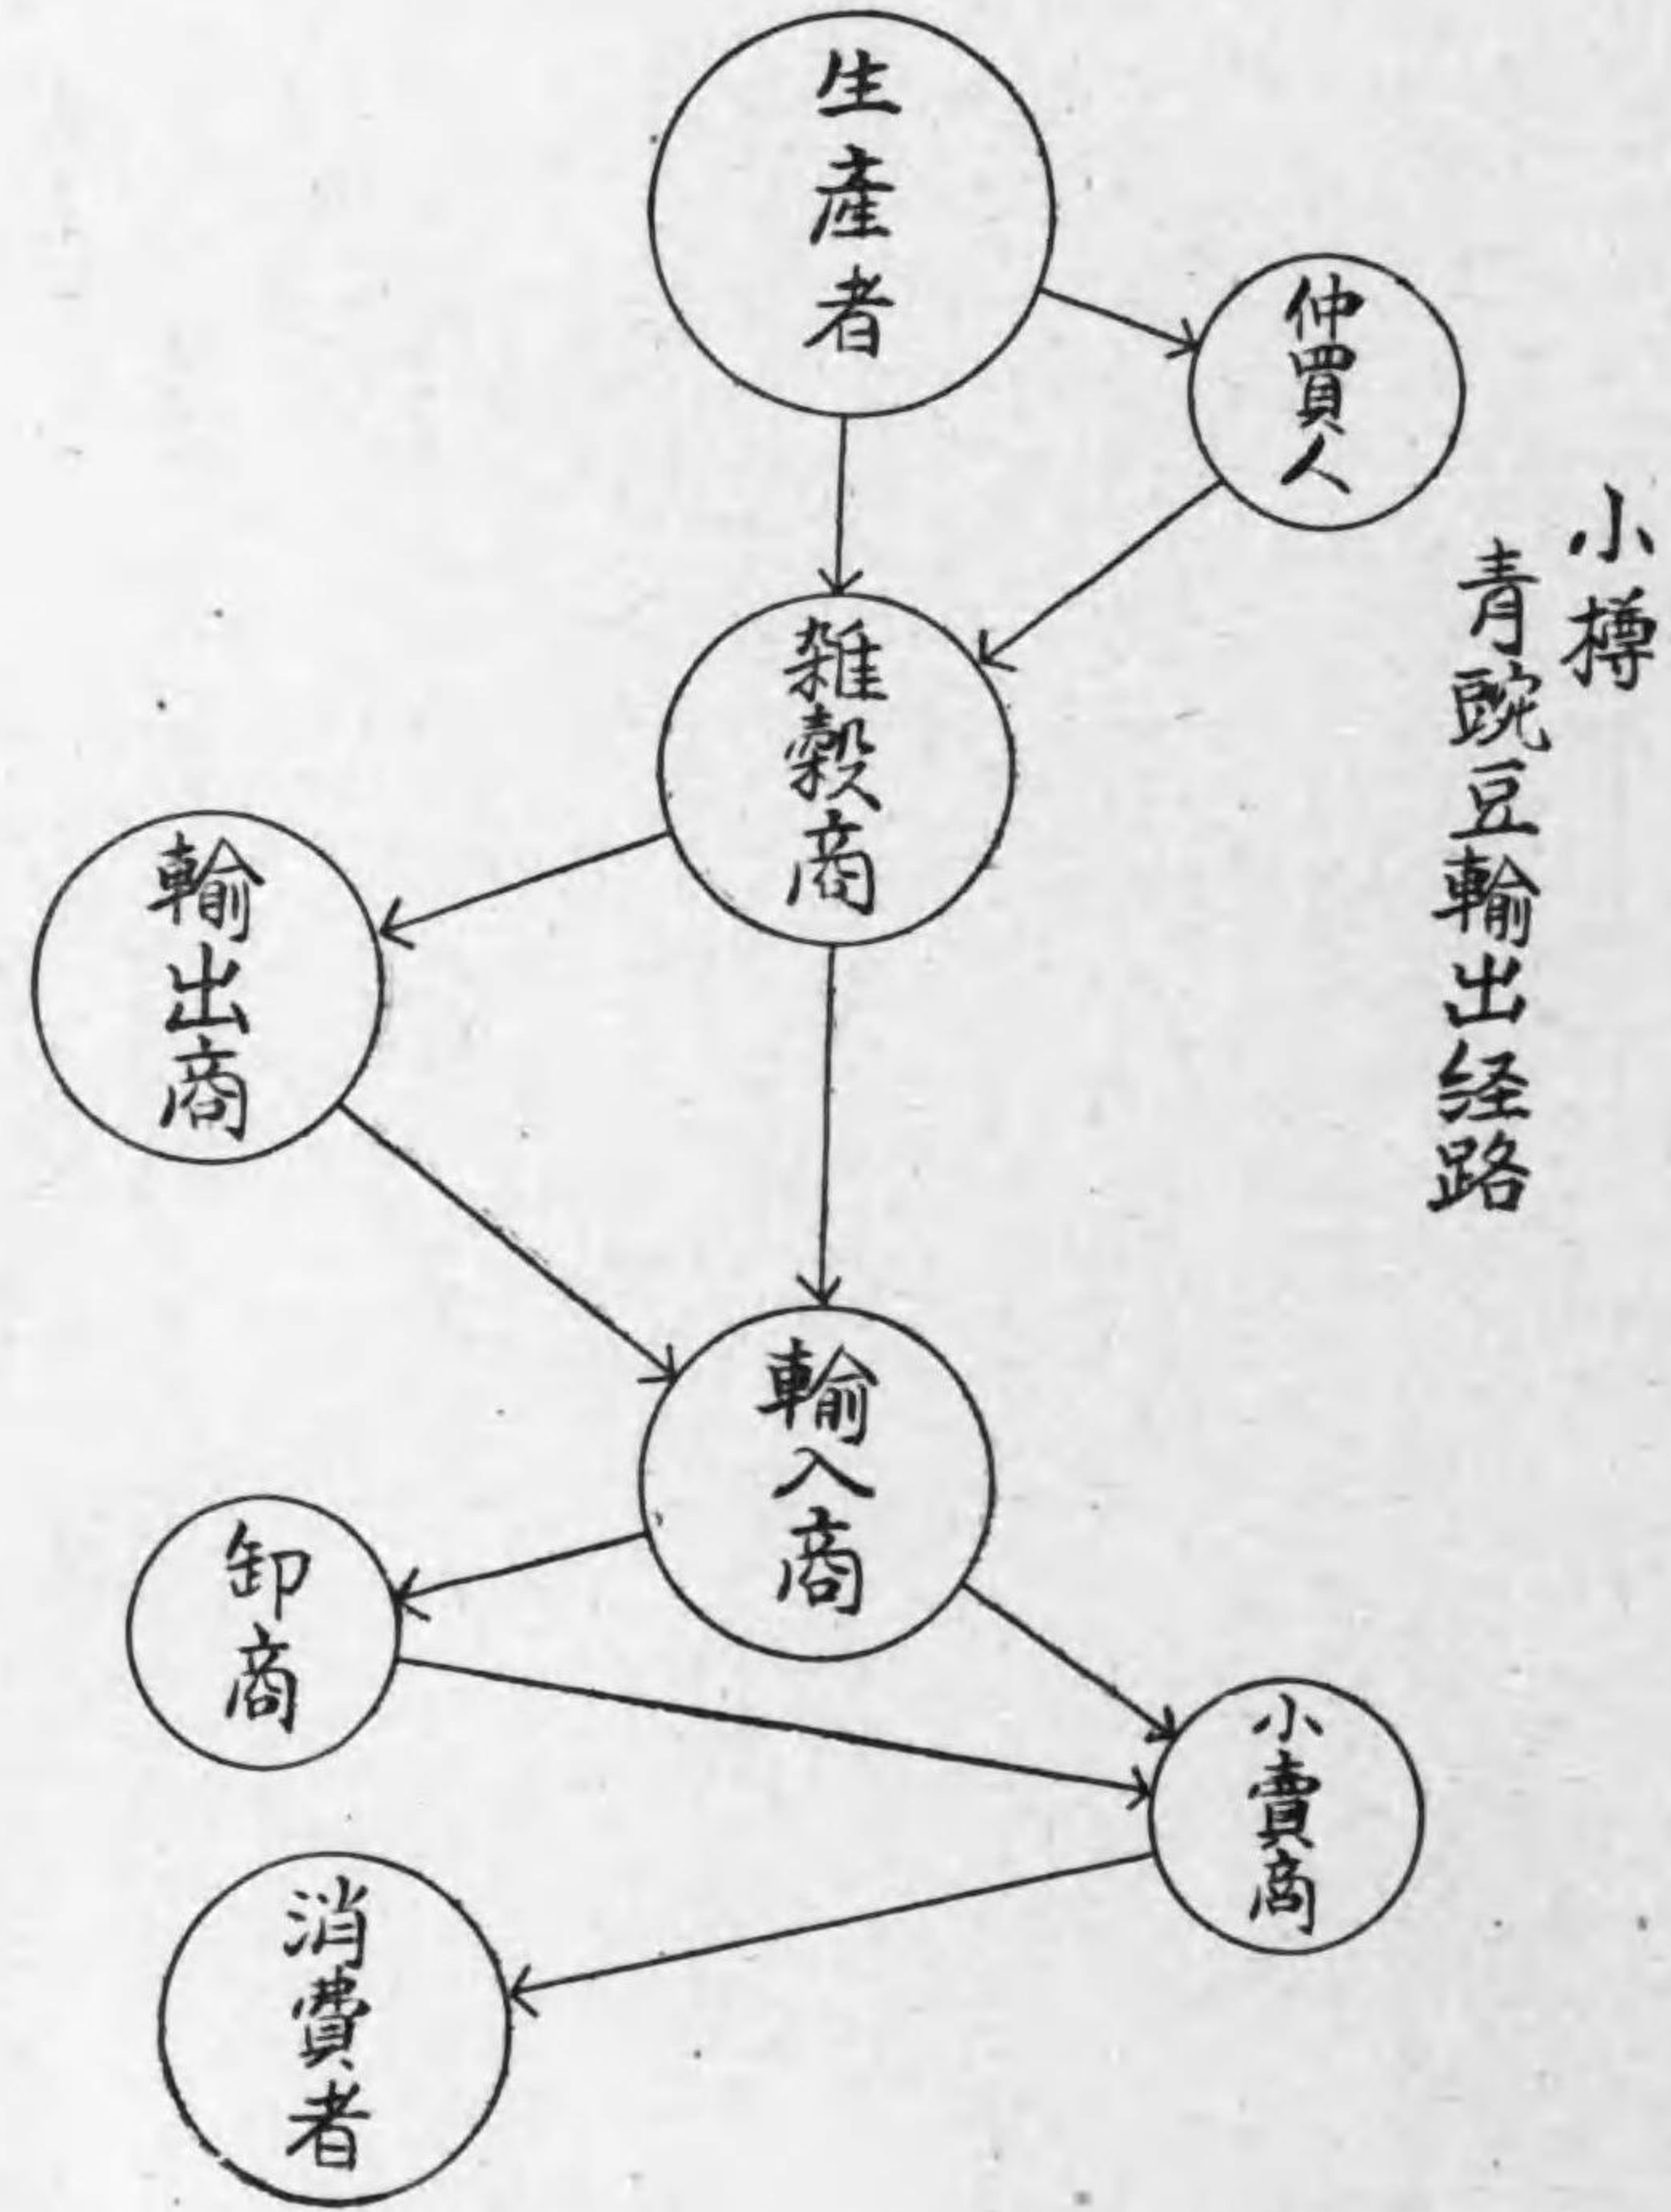 小樽
青豌豆輸出経路
生產者
仲買人
雑穀商
輸出商
輸入商
卸商
小賣商
消費者